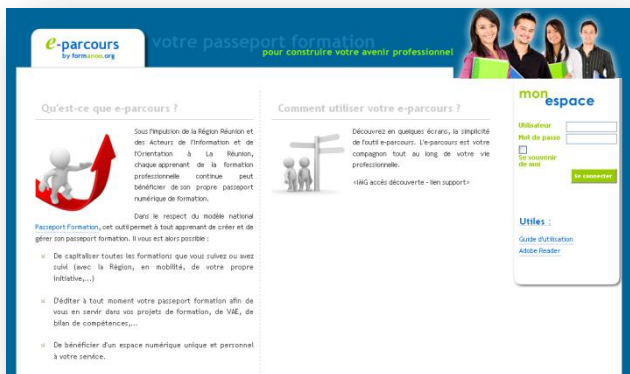 e-parcours
by formanoo.org
votre passeport formation
pour construire votre avenir professionnel
Qu'est-ce que e-parcours ?
Sous l'impulsion de la Région Réunion et
des Acteurs de l'Information et de
l'Orientation à La Réunion,
chaque apprenant de la formation
professionnelle continue peut
bénéficier de son propre passeport
numérique de formation.
Dans le respect du modèle national
Passeport Formation, cet outil permet à tout apprenant de créer et de
gérer son passeport formation. Il vous est alors possible :
De capitaliser toutes les formations que vous suivez ou avez
suivi (avec la Région, en mobilité, de votre propre
initiative,...)
D'éditer à tout moment votre passeport formation afin de
vous en servir dans vos projets de formation, de VAE, de
bilan de compétences,...
De bénéficier d'un espace numérique unique et personnel
à votre service.
Comment utiliser votre e-parcours ?
Découvrez en quelques écrans, la simplicité
de l'outil e-parcours. L'e-parcours est votre
compagnon tout au long de votre vie
professionnelle.
<IMG accès découverte - lien support>
mon
espace
Utilisateur
Mot de passe
Se souvenir
de moi
Se connecter
Utiles :
Guide d'utilisation
Adobe Reader